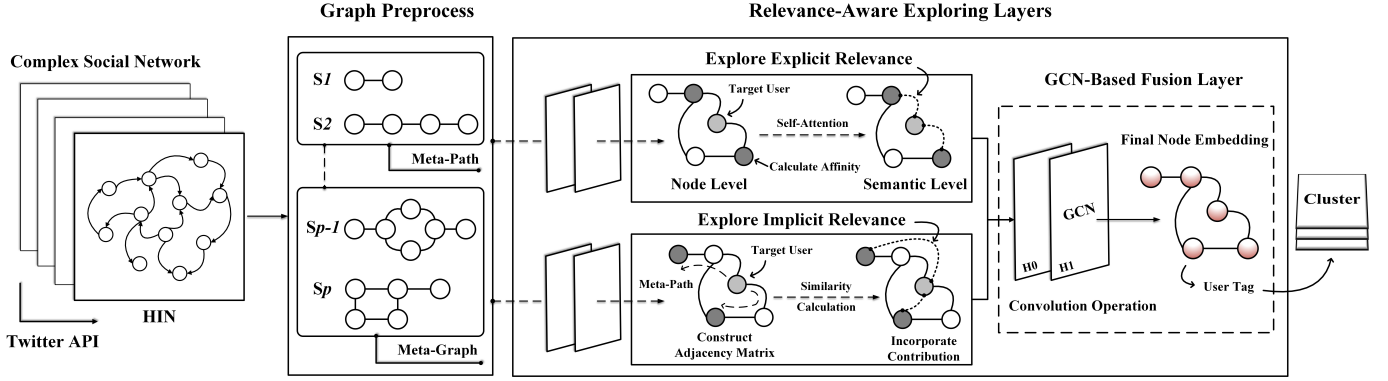 Graph Preprocess
Relevance-Aware Exploring Layers
Complex Social Network
HIN
Twitter API
S1
S2
Meta-Path
Sp-1
Sp
Meta-Graph
Explore Explicit Relevance
Target User
Self-Attention
Calculate Affinity
Node Level
Semantic Level
Explore Implicit Relevance
Target User
Meta-Path
Similarity
Calculation
Construct
Adjacency Matrix
Incorporate
Contribution
GCN-Based Fusion Layer
Final Node Embedding
GCN
H0
H1
User Tag
Convolution Operation
Cluster